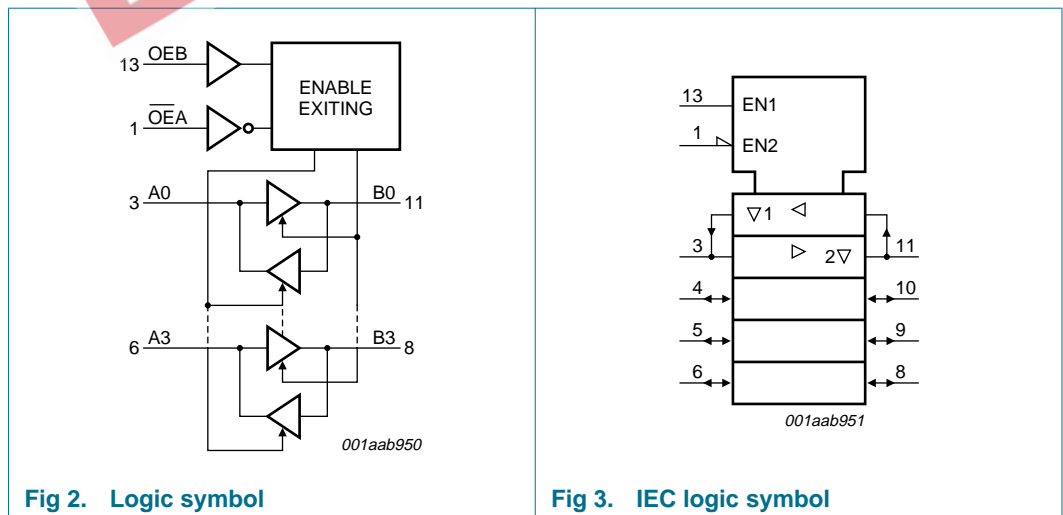 13 OEB
ENABLE
EXITING
1 OEA
3 A0
B0 11
6 A3
B3 8
001aab950
Fig 2. Logic symbol
13
EN1
1
EN2
▽1 ◁
3
▷ 2▽
11
4
10
5
9
6
8
001aab951
Fig 3. IEC logic symbol